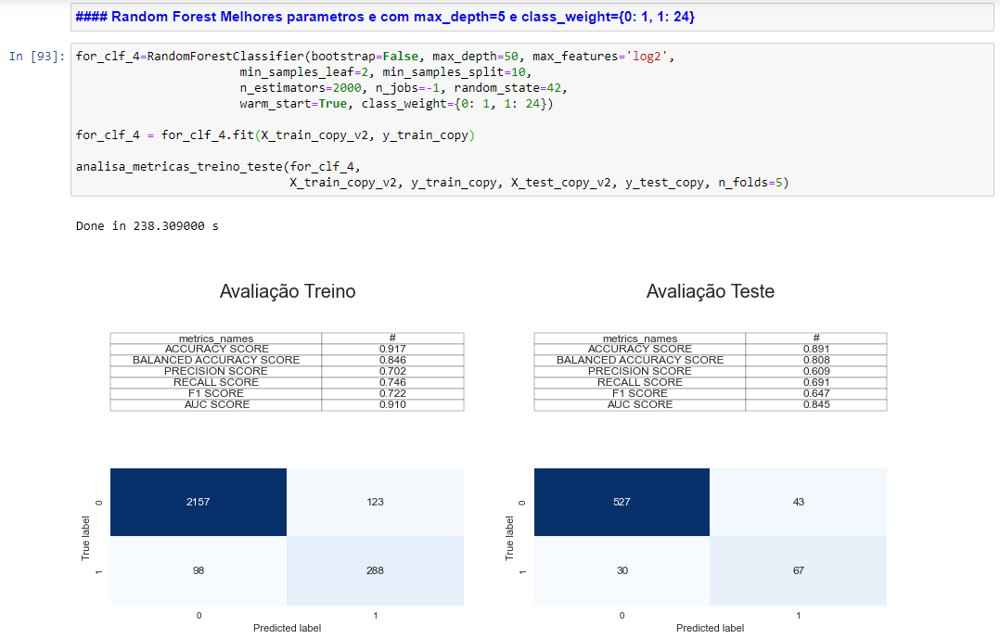 #### Random Forest Melhores parametros e com max_depth=5 e class_weight={0: 1, 1: 24}
In [93]: for_clf_4=RandomForestClassifier(bootstrap=False, max_depth=50, max_features='log2',
min_samples_leaf=2, min_samples_split=10,
n_estimators=2000, n_jobs=-1, random_state=42,
warm_start=True, class_weight={0: 1, 1: 24})
for_clf_4 = for_clf_4.fit(X_train_copy_v2, y_train_copy)
analisa_metricas_treino_teste(for_clf_4,
X_train_copy_v2, y_train_copy, X_test_copy_v2, y_test_copy, n_folds=5)
Done in 238.309000 s
Avaliação Treino
metrics_names #
ACCURACY SCORE 0.917
BALANCED ACCURACY SCORE 0.846
PRECISION SCORE 0.702
RECALL SCORE 0.746
F1 SCORE 0.722
AUC SCORE 0.910
True label
0 2157 123
1 98 288
0 1
Predicted label
Avaliação Teste
metrics_names #
ACCURACY SCORE 0.891
BALANCED ACCURACY SCORE 0.808
PRECISION SCORE 0.609
RECALL SCORE 0.691
F1 SCORE 0.647
AUC SCORE 0.845
True label
0 527 43
1 30 67
0 1
Predicted label